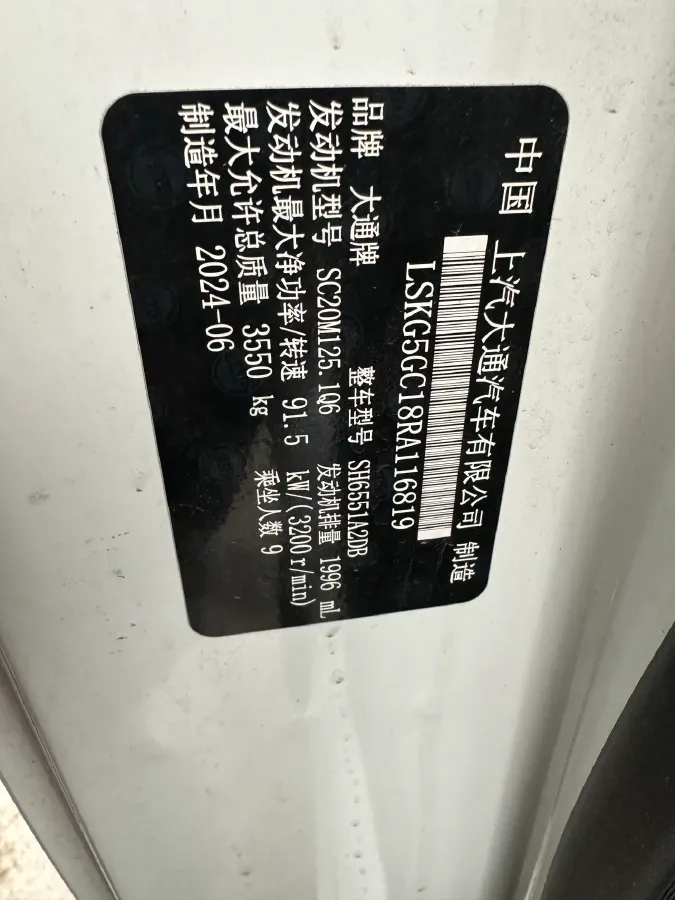 中国 上汽大通汽车有限公司 制造
LSKG5GC18RA116819
品牌 大通牌 整车型号 SH6551A2DB
发动机型号 SC20M125.1Q6 发动机排量 1996 mL
发动机最大净功率/转速 91.5 kW/(3200r/min)
最大允许总质量 3550 kg 乘坐人数 9
制造年月 2024-06